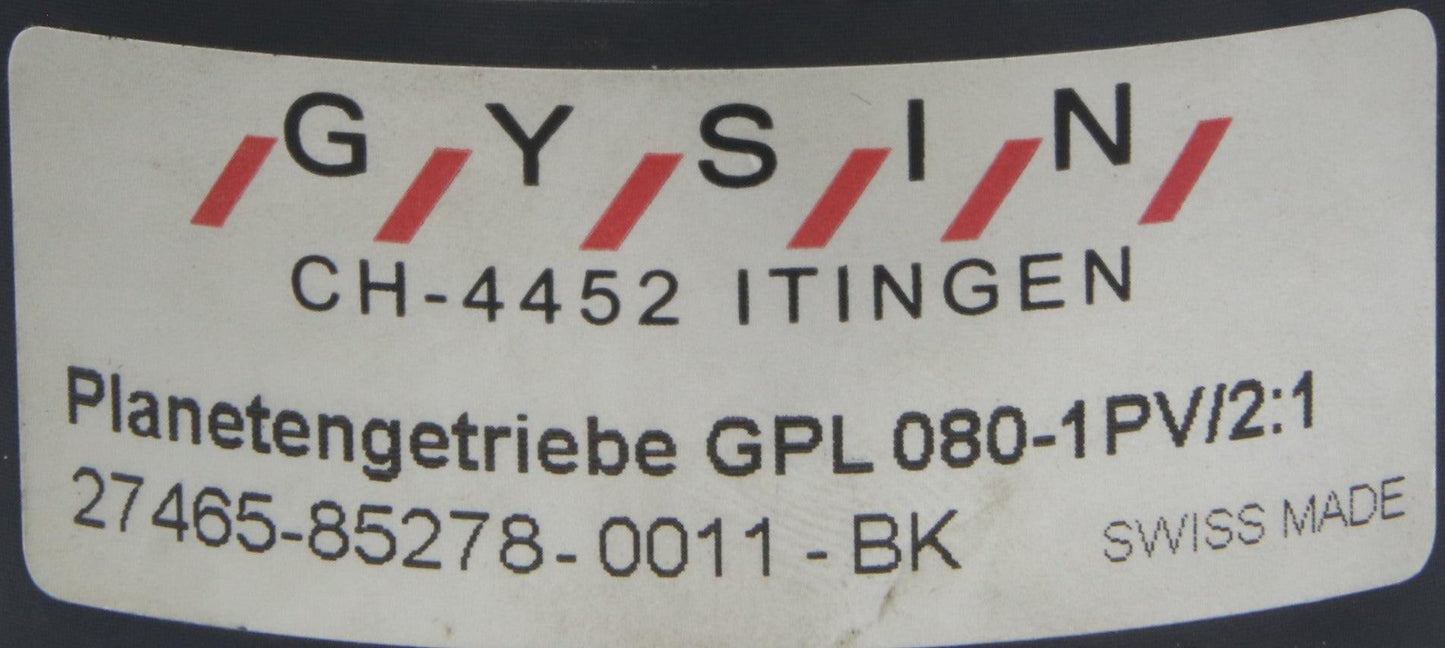 GYSIN
CH-4452 ITINGEN
Planetengetriebe GPL 080-1PV/2:1
27465-85278-0011-BK
SWISS MADE